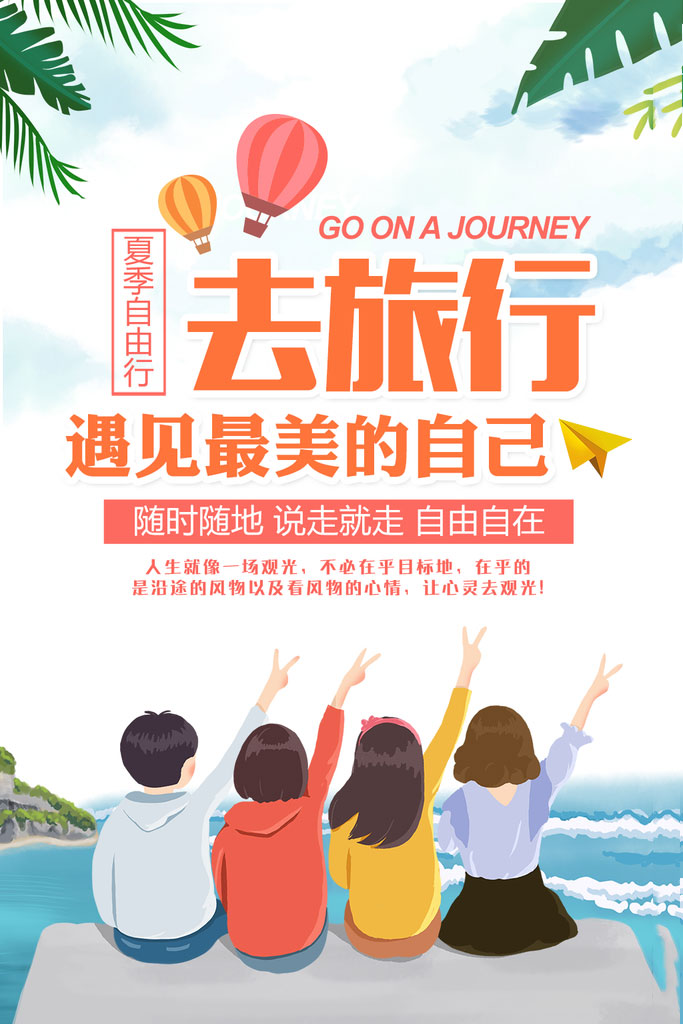 GO ON A JOURNEY
夏季自由行
去旅行
遇见最美的自己
随时随地 说走就走 自由自在
人生就像一场观光，不必在乎目标地，在乎的
是沿途的风物以及看风物的心情，让心灵去观光!